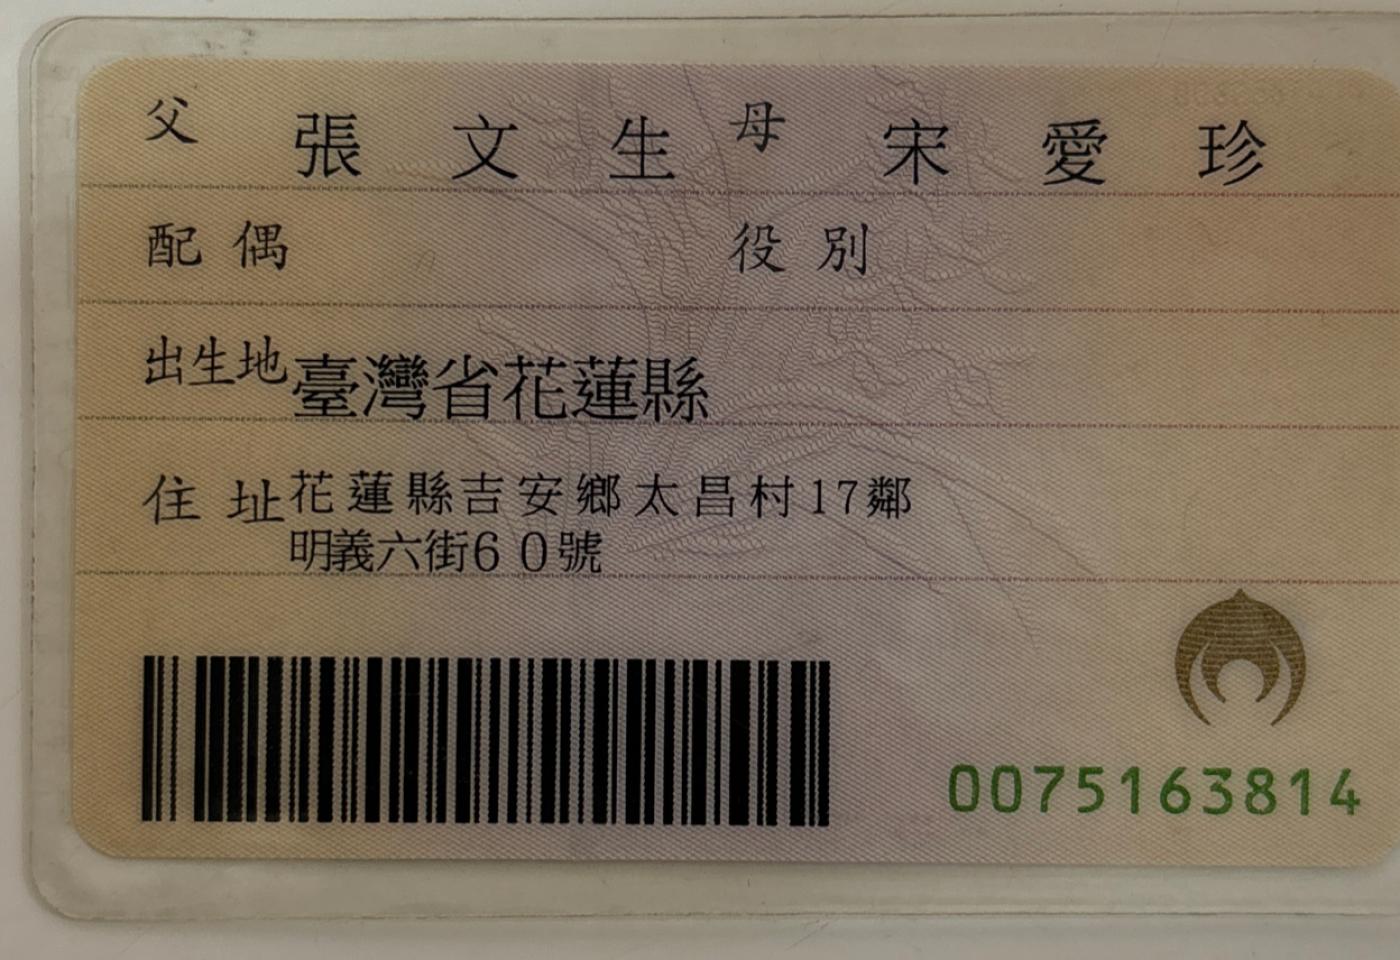 父 張文生 母 宋愛珍
配偶 役別
出生地 臺灣省花蓮縣
住址 花蓮縣吉安鄉太昌村17鄰
明義六街60號
0075163814